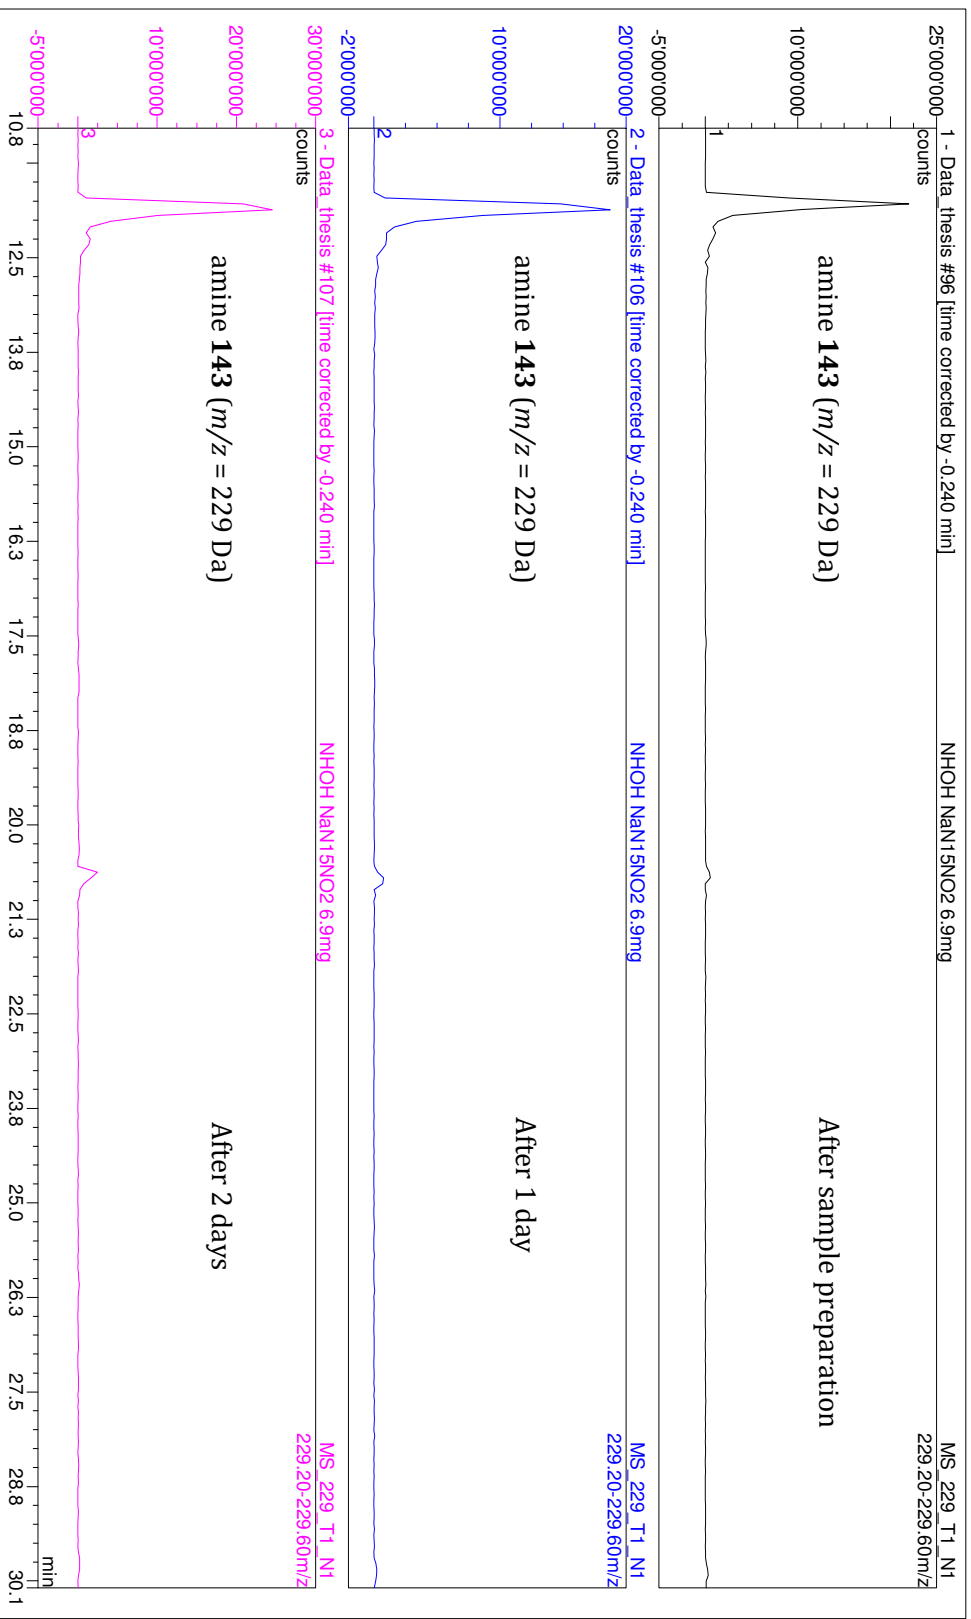 1 - Data_thesis #96 [time corrected by -0.240 min] NHOH NaN15NO2 6.9mg MS_229_T1_N1
counts 229.20-229.60m/z
25'000'000
10'000'000
-5'000'000
1
amine 143 (m/z = 229 Da) After sample preparation
2 - Data_thesis #106 [time corrected by -0.240 min] NHOH NaN15NO2 6.9mg MS_229_T1_N1
counts 229.20-229.60m/z
20'000'000
10'000'000
-2'000'000
2
amine 143 (m/z = 229 Da) After 1 day
3 - Data_thesis #107 [time corrected by -0.240 min] NHOH NaN15NO2 6.9mg MS_229_T1_N1
counts 229.20-229.60m/z
30'000'000
20'000'000
10'000'000
-5'000'000
3
amine 143 (m/z = 229 Da) After 2 days
min
10.8 12.5 13.8 15.0 16.3 17.5 18.8 20.0 21.3 22.5 23.8 25.0 26.3 27.5 28.8 30.1